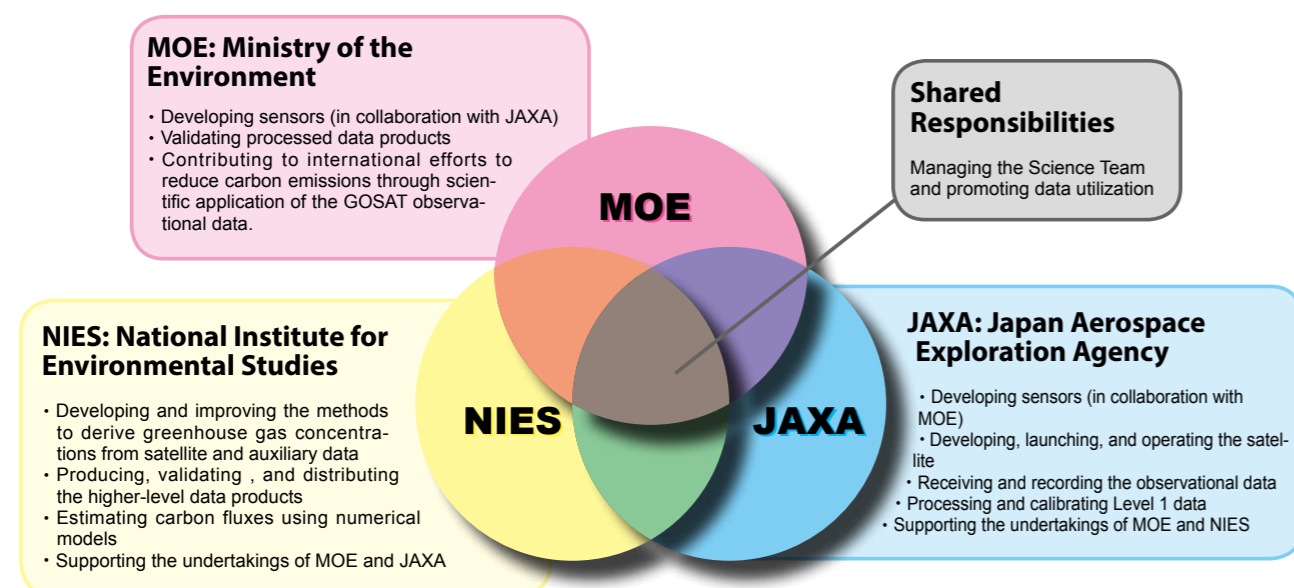 MOE: Ministry of the
Environment
・Developing sensors (in collaboration with JAXA)
・Validating processed data products
・Contributing to international efforts to
reduce carbon emissions through scien-
tific application of the GOSAT observa-
tional data.
Shared
Responsibilities
Managing the Science Team
and promoting data utilization
MOE
NIES: National Institute for
Environmental Studies
・Developing and improving the methods
to derive greenhouse gas concentra-
tions from satellite and auxiliary data
・Producing, validating , and distributing
the higher-level data products
・Estimating carbon fluxes using numerical
models
・Supporting the undertakings of MOE and JAXA
NIES
JAXA
JAXA: Japan Aerospace
Exploration Agency
・Developing sensors (in collaboration with
MOE)
・Developing, launching, and operating the satel-
lite
・Receiving and recording the observational data
・Processing and calibrating Level 1 data
・Supporting the undertakings of MOE and NIES